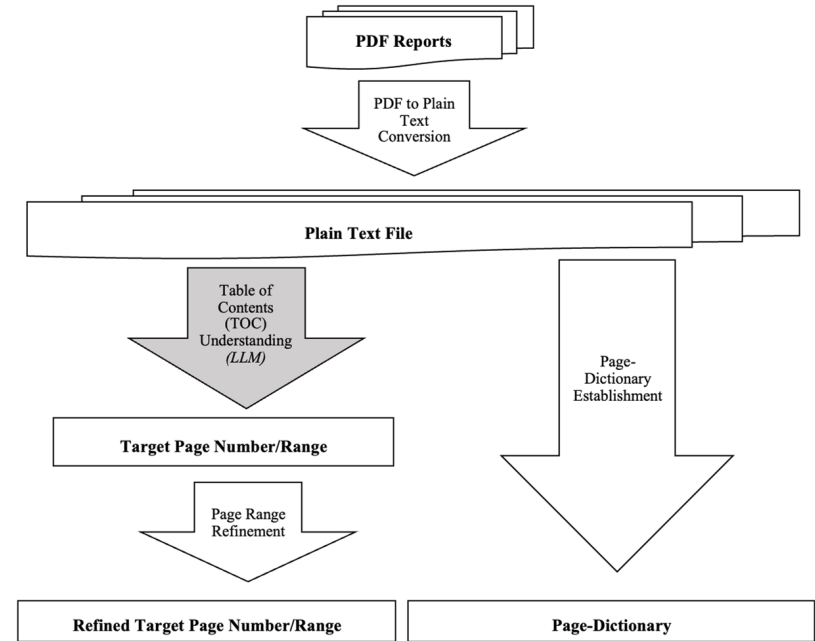 PDF Reports
PDF to Plain
Text
Conversion
Plain Text File
Table of
Contents
(TOC)
Understanding
(LLM)
Page-
Dictionary
Establishment
Target Page Number/Range
Page Range
Refinement
Refined Target Page Number/Range
Page-Dictionary